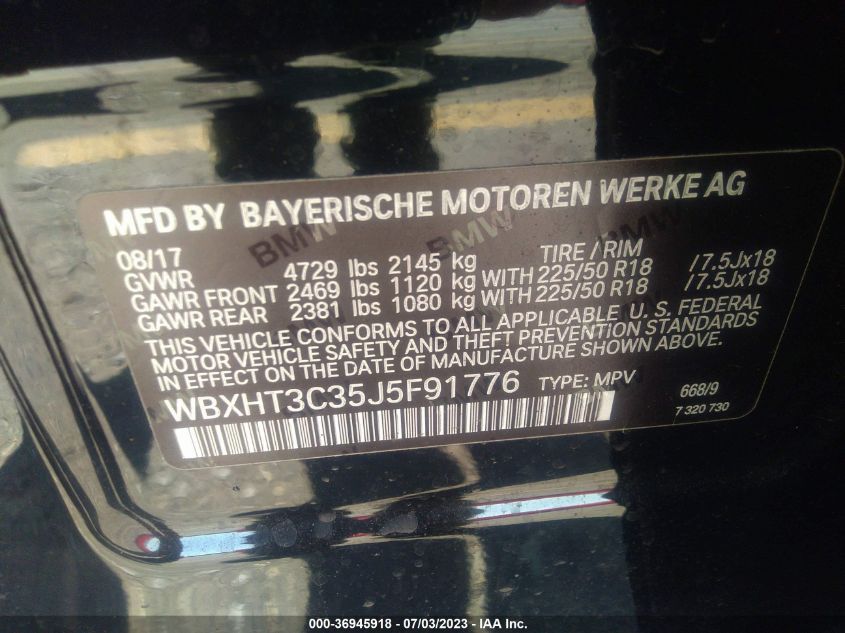 MFD BY BAYERISCHE MOTOREN WERKE AG
08/17 TIRE / RIM
GVWR 4729 lbs 2145 kg
GAWR FRONT 2469 lbs 1120 kg WITH 225/50 R18 /7.5Jx18
GAWR REAR 2381 lbs 1080 kg WITH 225/50 R18 /7.5Jx18
THIS VEHICLE CONFORMS TO ALL APPLICABLE U. S. FEDERAL
MOTOR VEHICLE SAFETY AND THEFT PREVENTION STANDARDS
IN EFFECT ON THE DATE OF MANUFACTURE SHOWN ABOVE.
WBXHT3C35J5F91776 TYPE: MPV 668/9
7 320 730
BMW BMW BMW
BMW BMW BMW
000-36945918 - 07/03/2023 - IAA Inc.